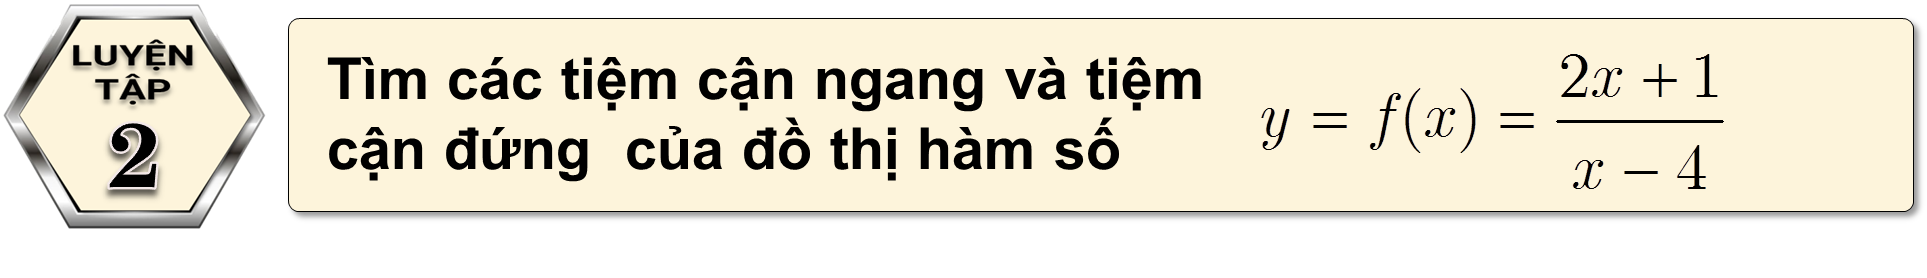 LUYỆN
TẬP
2
Tìm các tiệm cận ngang và tiệm
cận đứng của đồ thị hàm số
y = f(x) = \frac{2x + 1}{x - 4}